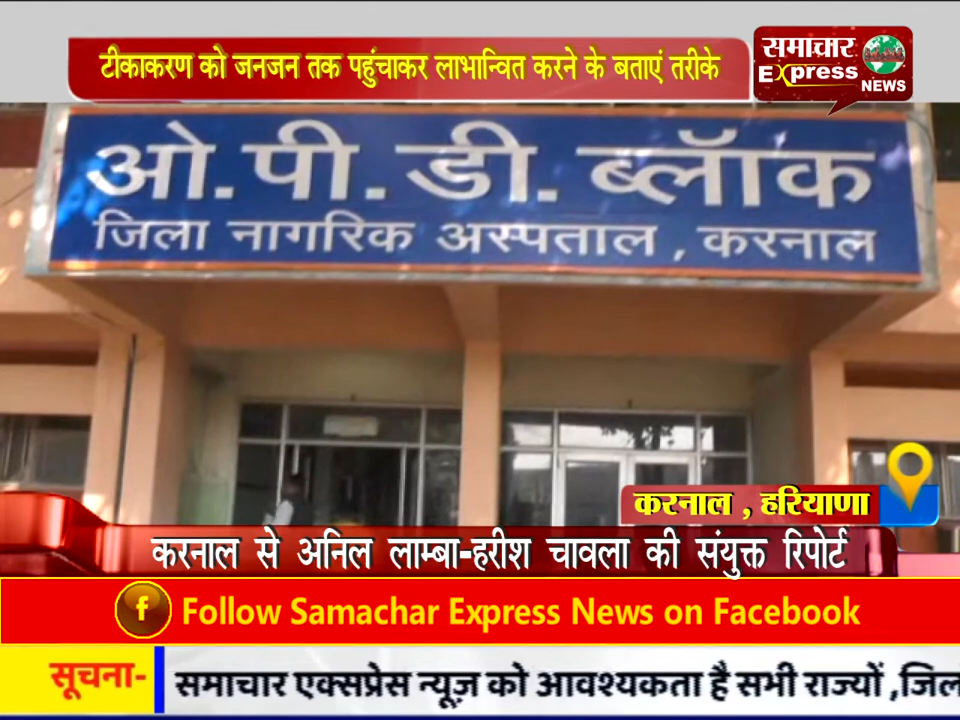 टीकाकरण को जनजन तक पहुंचाकर लाभान्वित करने के बताएं तरीके
समाचार
Express
NEWS
ओ.पी.डी. ब्लॅाक
जिला नागरिक अस्पताल , करनाल
करनाल , हरियाणा
करनाल से अनिल लाम्बा-हरीश चावला की संयुक्त रिपोर्ट
f Follow Samachar Express News on Facebook
सूचना- समाचार एक्सप्रेस न्यूज़ को आवश्यकता है सभी राज्यों ,जिलो